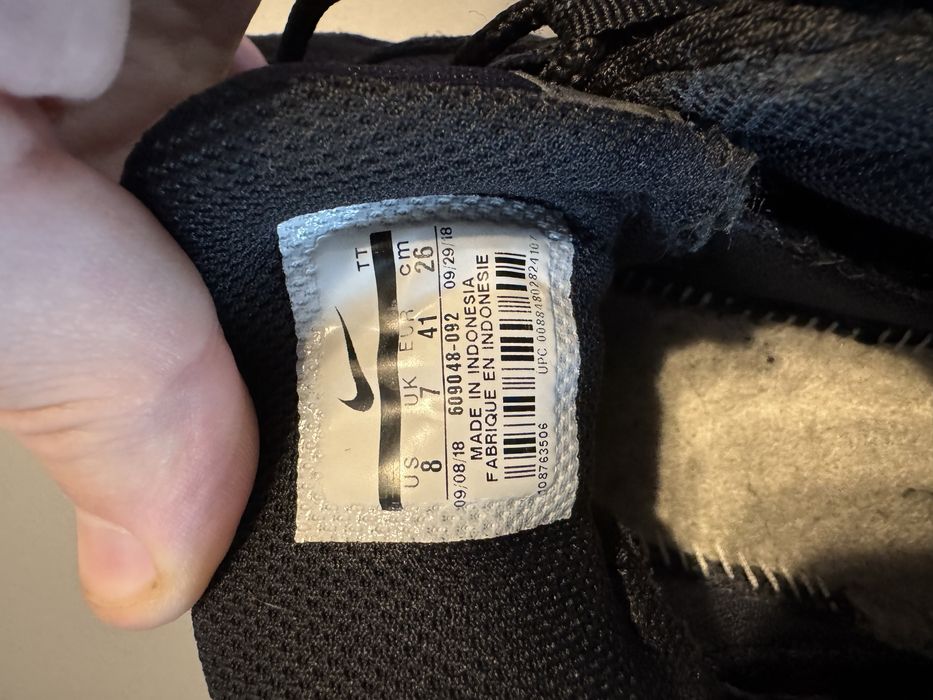 TT
US UK EUR cm
8 7 41 26
09/08/18 609048-092 09/29/18
MADE IN INDONESIA
FABRIQUE EN INDONESIE
108763506 UPC 00884802824107